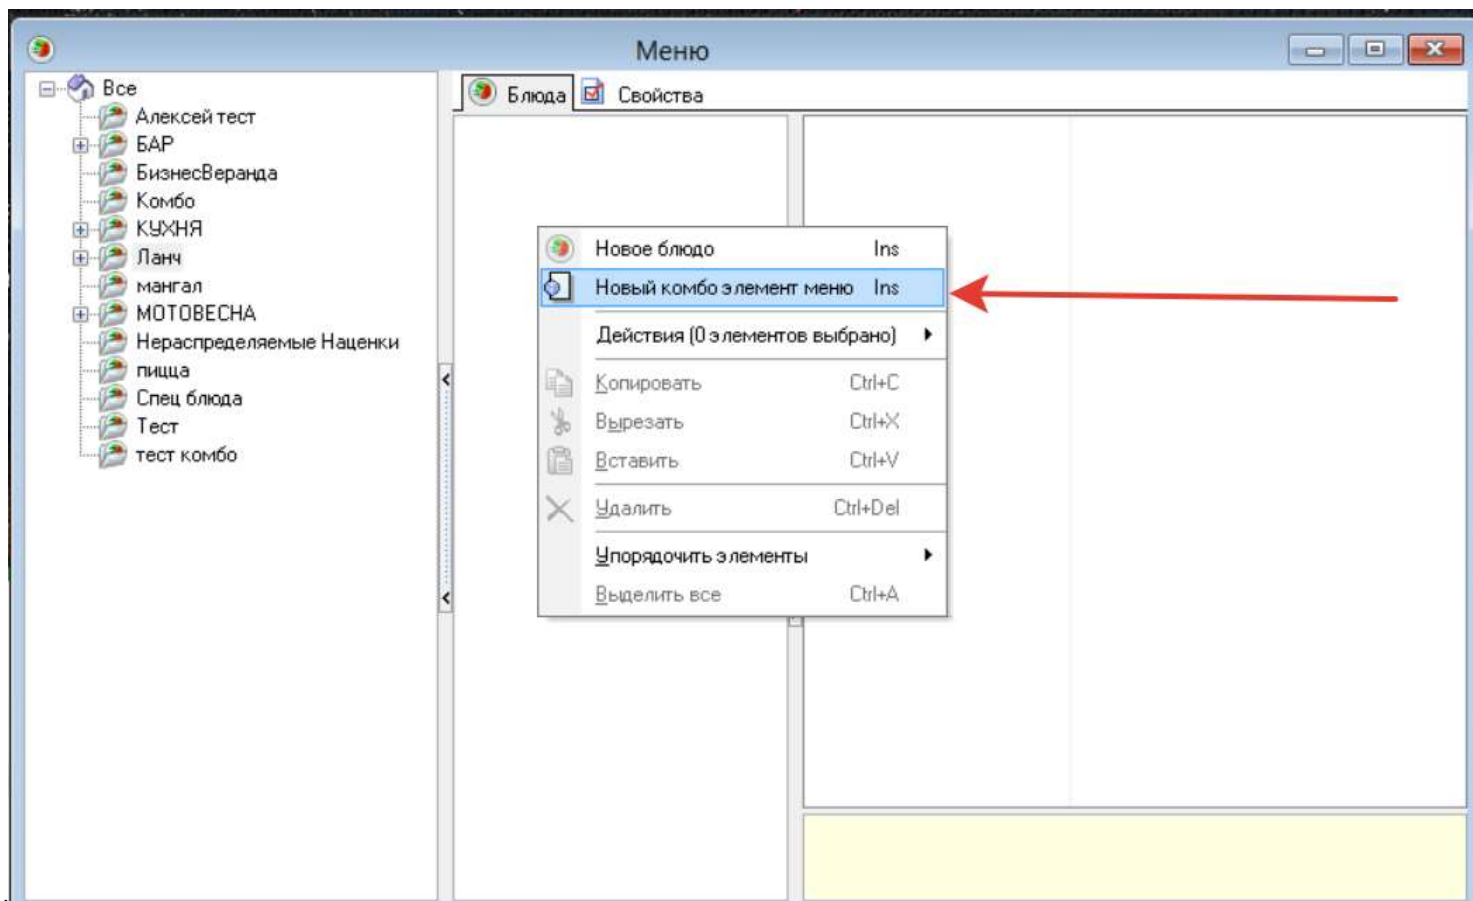 Меню
Все
Алексей тест
БАР
БизнесВеранда
Комбо
КУХНЯ
Ланч
мангал
МОТОВЕСНА
Нераспределяемые Наценки
пицца
Спец блюда
Тест
тест комбо
Блюда Свойства
Новое блюдо Ins
Новый комбо элемент меню Ins
Действия (0 элементов выбрано)
Копировать Ctrl+C
Вырезать Ctrl+X
Вставить Ctrl+V
Удалить Ctrl+Del
Упорядочить элементы
Выделить все Ctrl+A